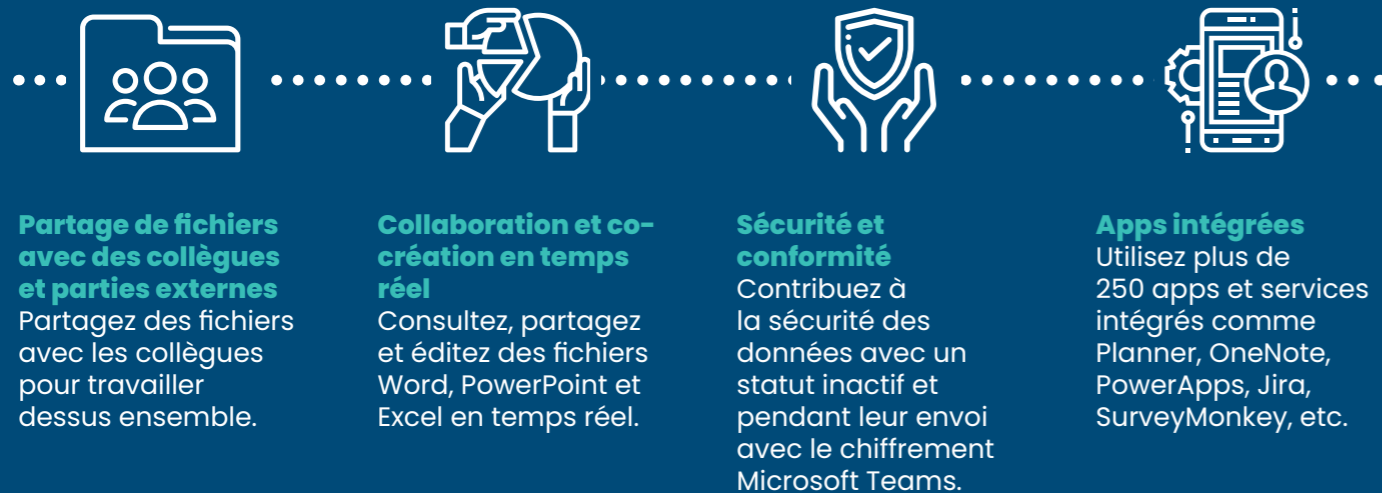 Partage de fichiers
avec des collègues
et parties externes
Partagez des fichiers
avec les collègues
pour travailler
dessus ensemble.
Collaboration et co-
création en temps
réel
Consultez, partagez
et éditez des fichiers
Word, PowerPoint et
Excel en temps réel.
Sécurité et
conformité
Contribuez à
la sécurité des
données avec un
statut inactif et
pendant leur envoi
avec le chiffrement
Microsoft Teams.
Apps intégrées
Utilisez plus de
250 apps et services
intégrés comme
Planner, OneNote,
PowerApps, Jira,
SurveyMonkey, etc.